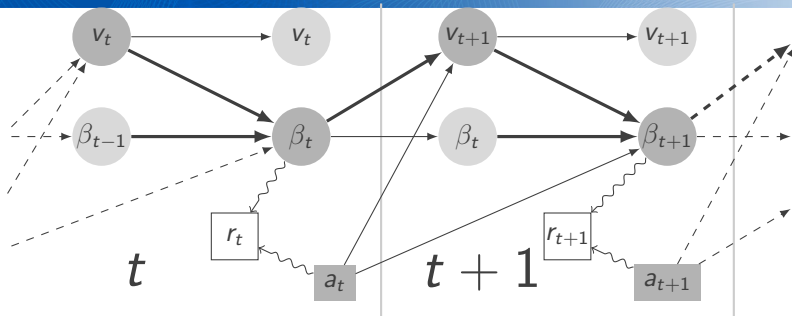 v_t v_t v_{t+1} v_{t+1}
β_{t−1} β_t β_t β_{t+1}
r_t r_{t+1}
t t + 1
a_t a_{t+1}